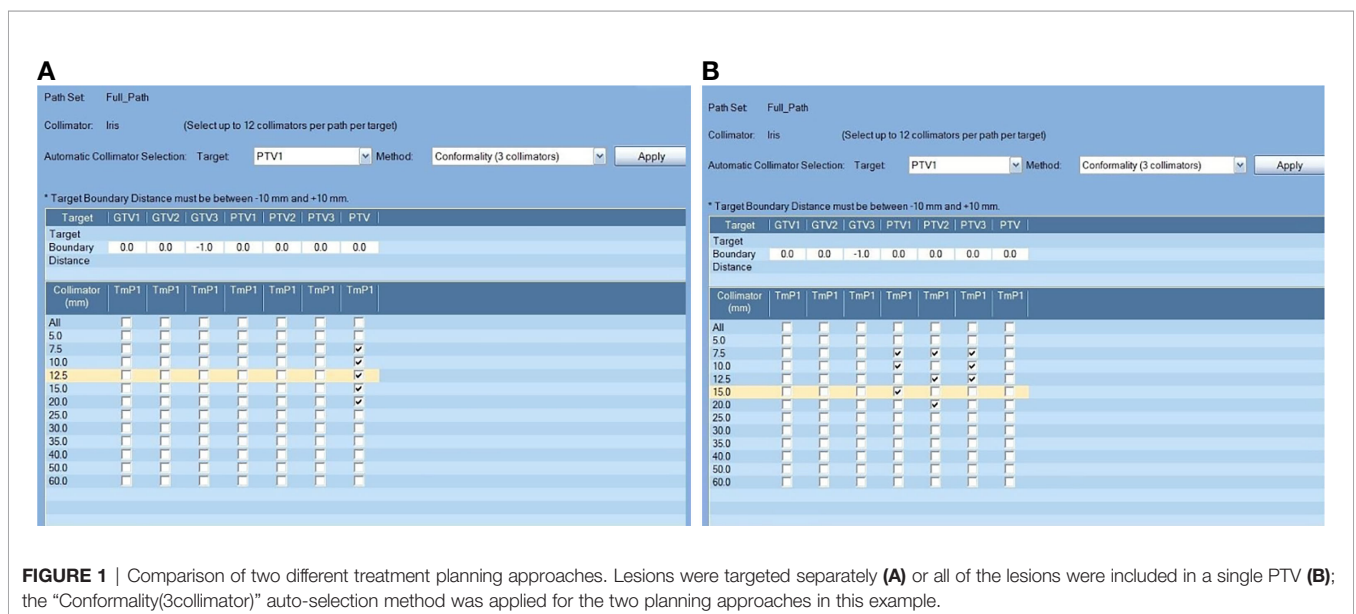 A
Path Set: Full_Path
Collimator: Iris (Select up to 12 collimators per path per target)
Automatic Collimator Selection: Target: PTV1 Method: Conformality (3 collimators) Apply
* Target Boundary Distance must be between -10 mm and +10 mm.
Target GTV1 GTV2 GTV3 PTV1 PTV2 PTV3 PTV
Target
Boundary 0.0 0.0 -1.0 0.0 0.0 0.0 0.0
Distance
Collimator TmP1 TmP1 TmP1 TmP1 TmP1 TmP1 TmP1
(mm)
All
5.0
7.5
10.0
12.5
15.0
20.0
25.0
30.0
35.0
40.0
50.0
60.0
B
Path Set: Full_Path
Collimator: Iris (Select up to 12 collimators per path per target)
Automatic Collimator Selection: Target: PTV1 Method: Conformality (3 collimators) Apply
* Target Boundary Distance must be between -10 mm and +10 mm.
Target GTV1 GTV2 GTV3 PTV1 PTV2 PTV3 PTV
Target
Boundary 0.0 0.0 -1.0 0.0 0.0 0.0 0.0
Distance
Collimator TmP1 TmP1 TmP1 TmP1 TmP1 TmP1 TmP1
(mm)
All
5.0
7.5
10.0
12.5
15.0
20.0
25.0
30.0
35.0
40.0
50.0
60.0
FIGURE 1 | Comparison of two different treatment planning approaches. Lesions were targeted separately (A) or all of the lesions were included in a single PTV (B);
the “Conformality(3collimator)” auto-selection method was applied for the two planning approaches in this example.